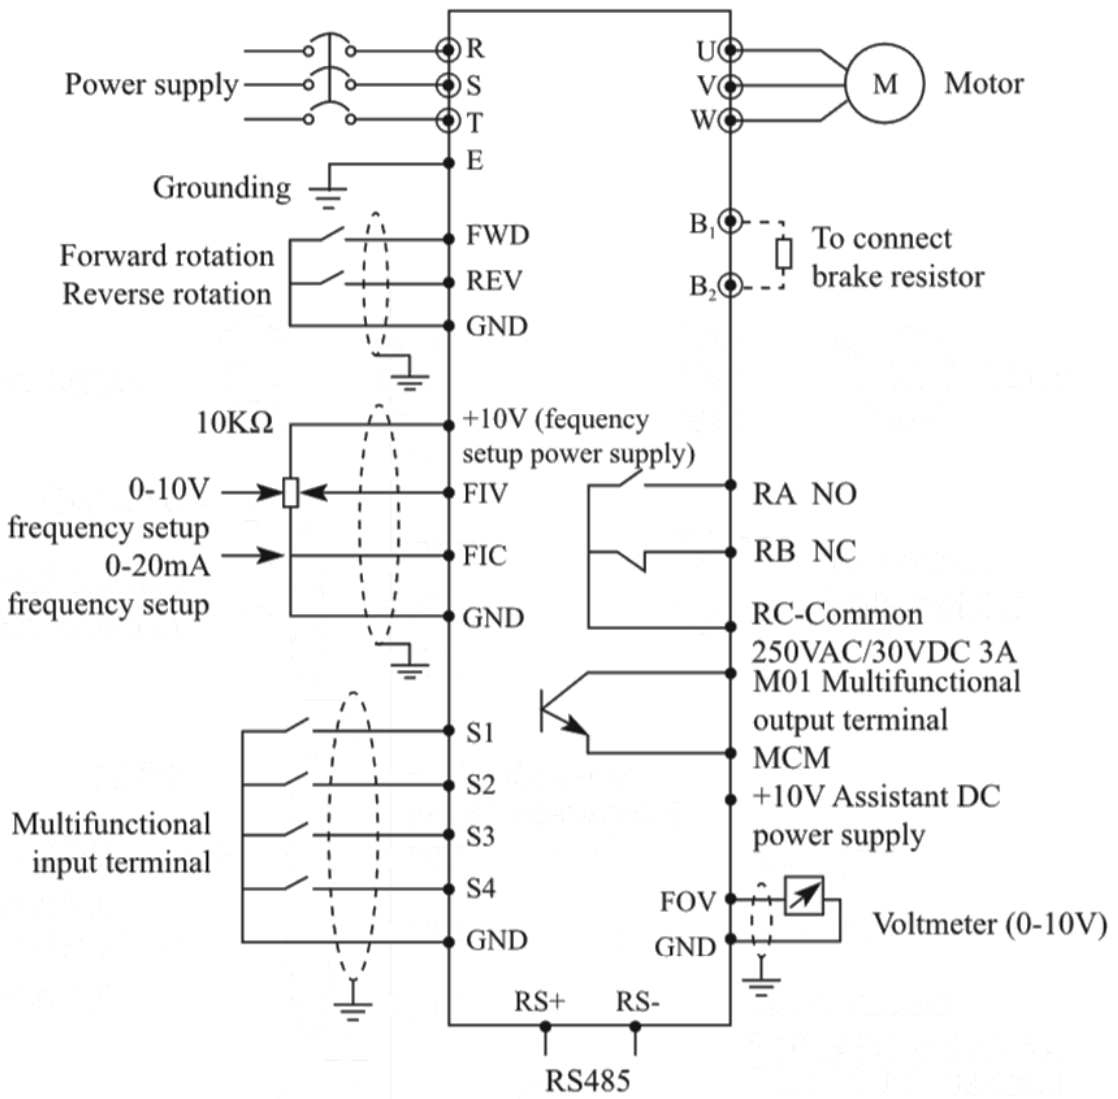 R
U
Power supply
S
V
M
Motor
T
W
E
Grounding
FWD
B1
To connect
brake resistor
Forward rotation
Reverse rotation
REV
B2
GND
10KΩ
+10V (fequency
setup power supply)
0-10V
frequency setup
FIV
RA NO
0-20mA
frequency setup
FIC
RB NC
GND
RC-Common
250VAC/30VDC 3A
M01 Multifunctional
output terminal
S1
MCM
S2
+10V Assistant DC
power supply
Multifunctional
input terminal
S3
S4
FOV
Voltmeter (0-10V)
GND
GND
RS+
RS-
RS485